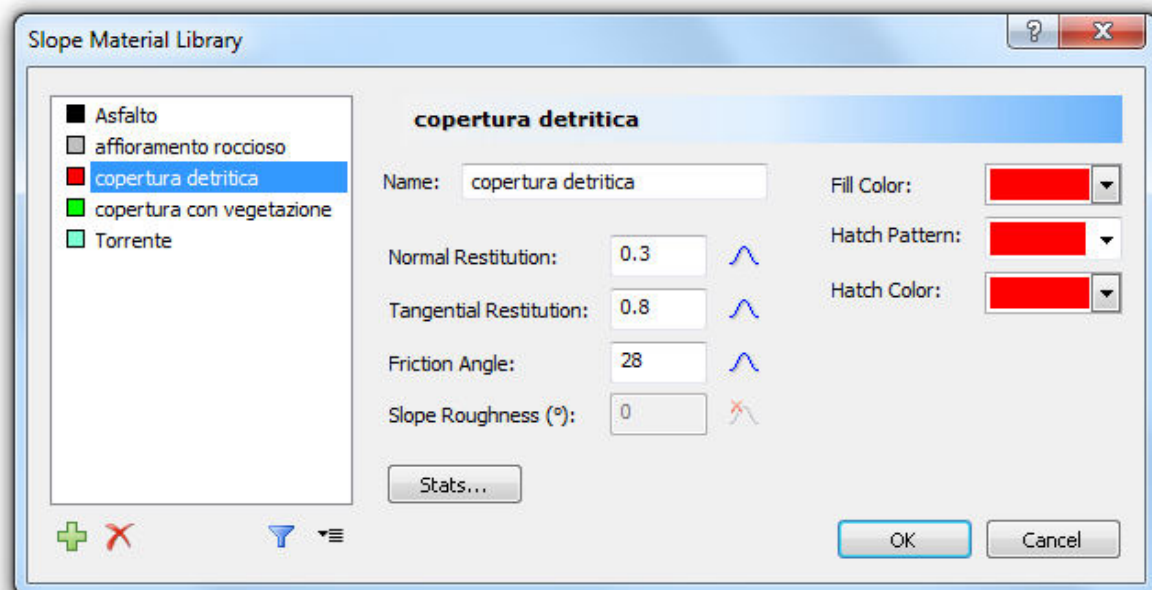 Slope Material Library
Asfalto
affioramento roccioso
copertura detritica
copertura con vegetazione
Torrente
copertura detritica
Name: copertura detritica
Normal Restitution: 0.3
Tangential Restitution: 0.8
Friction Angle: 28
Slope Roughness (°): 0
Stats...
Fill Color:
Hatch Pattern:
Hatch Color:
OK Cancel